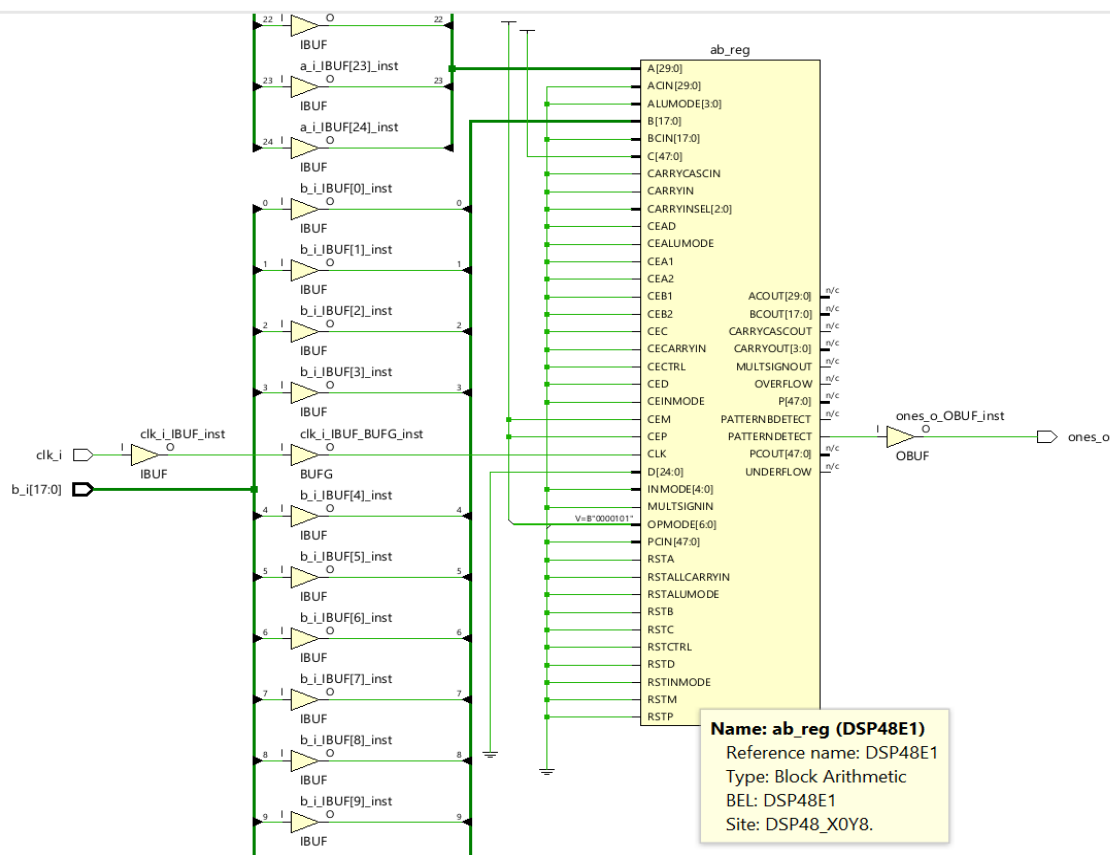 22 I O 22
IBUF
a_i_IBUF[23]_inst
23 I O 23
IBUF
a_i_IBUF[24]_inst
24 I O
IBUF
b_i_IBUF[0]_inst
0 I O 0
IBUF
b_i_IBUF[1]_inst
1 I O 1
IBUF
b_i_IBUF[2]_inst
2 I O 2
IBUF
b_i_IBUF[3]_inst
3 I O 3
IBUF
clk_i
clk_i_IBUF_inst
I O
IBUF
clk_i_IBUF_BUFG_inst
I O
BUFG
b_i[17:0]
b_i_IBUF[4]_inst
4 I O 4
IBUF
b_i_IBUF[5]_inst
5 I O 5
IBUF
b_i_IBUF[6]_inst
6 I O 6
IBUF
b_i_IBUF[7]_inst
7 I O 7
IBUF
b_i_IBUF[8]_inst
8 I O 8
IBUF
b_i_IBUF[9]_inst
9 I O 9
IBUF
ab_reg
A[29:0]
ACIN[29:0]
ALUMODE[3:0]
B[17:0]
BCIN[17:0]
C[47:0]
CARRYCASCIN
CARRYIN
CARRYINSEL[2:0]
CEAD
CEALUMODE
CEA1
CEA2
CEB1
CEB2
CEC
CECARRYIN
CECTRL
CED
CEINMODE
CEM
CEP
CLK
D[24:0]
INMODE[4:0]
MULTSIGNIN
V=B"0000101" OPMODE[6:0]
PCIN[47:0]
RSTA
RSTALLCARRYIN
RSTALUMODE
RSTB
RSTC
RSTCTRL
RSTD
RSTINMODE
RSTM
RSTP
ACOUT[29:0] n/c
BCOUT[17:0] n/c
CARRYCASCOUT n/c
CARRYOUT[3:0] n/c
MULTSIGNOUT n/c
OVERFLOW n/c
P[47:0] n/c
PATTERNBDETECT n/c
PATTERNDETECT
PCOUT[47:0] n/c
UNDERFLOW n/c
ones_o_OBUF_inst
I O
OBUF
ones_o
Name: ab_reg (DSP48E1)
Reference name: DSP48E1
Type: Block Arithmetic
BEL: DSP48E1
Site: DSP48_X0Y8.